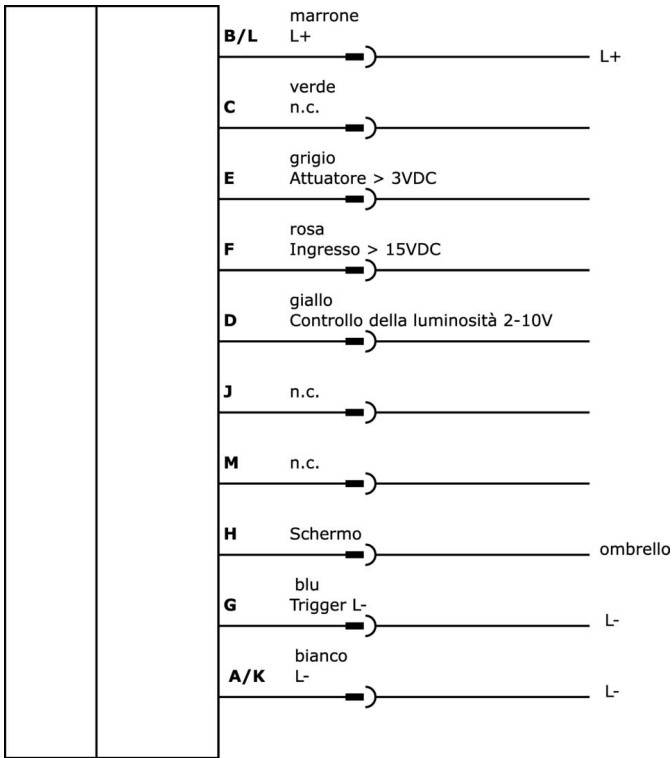 marrone
B/L L+
L+
verde
C n.c.
grigio
E Attuatore > 3VDC
rosa
F Ingresso > 15VDC
giallo
D Controllo della luminosità 2-10V
J n.c.
M n.c.
H Schermo
ombrello
blu
G Trigger L-
L-
bianco
A/K L-
L-